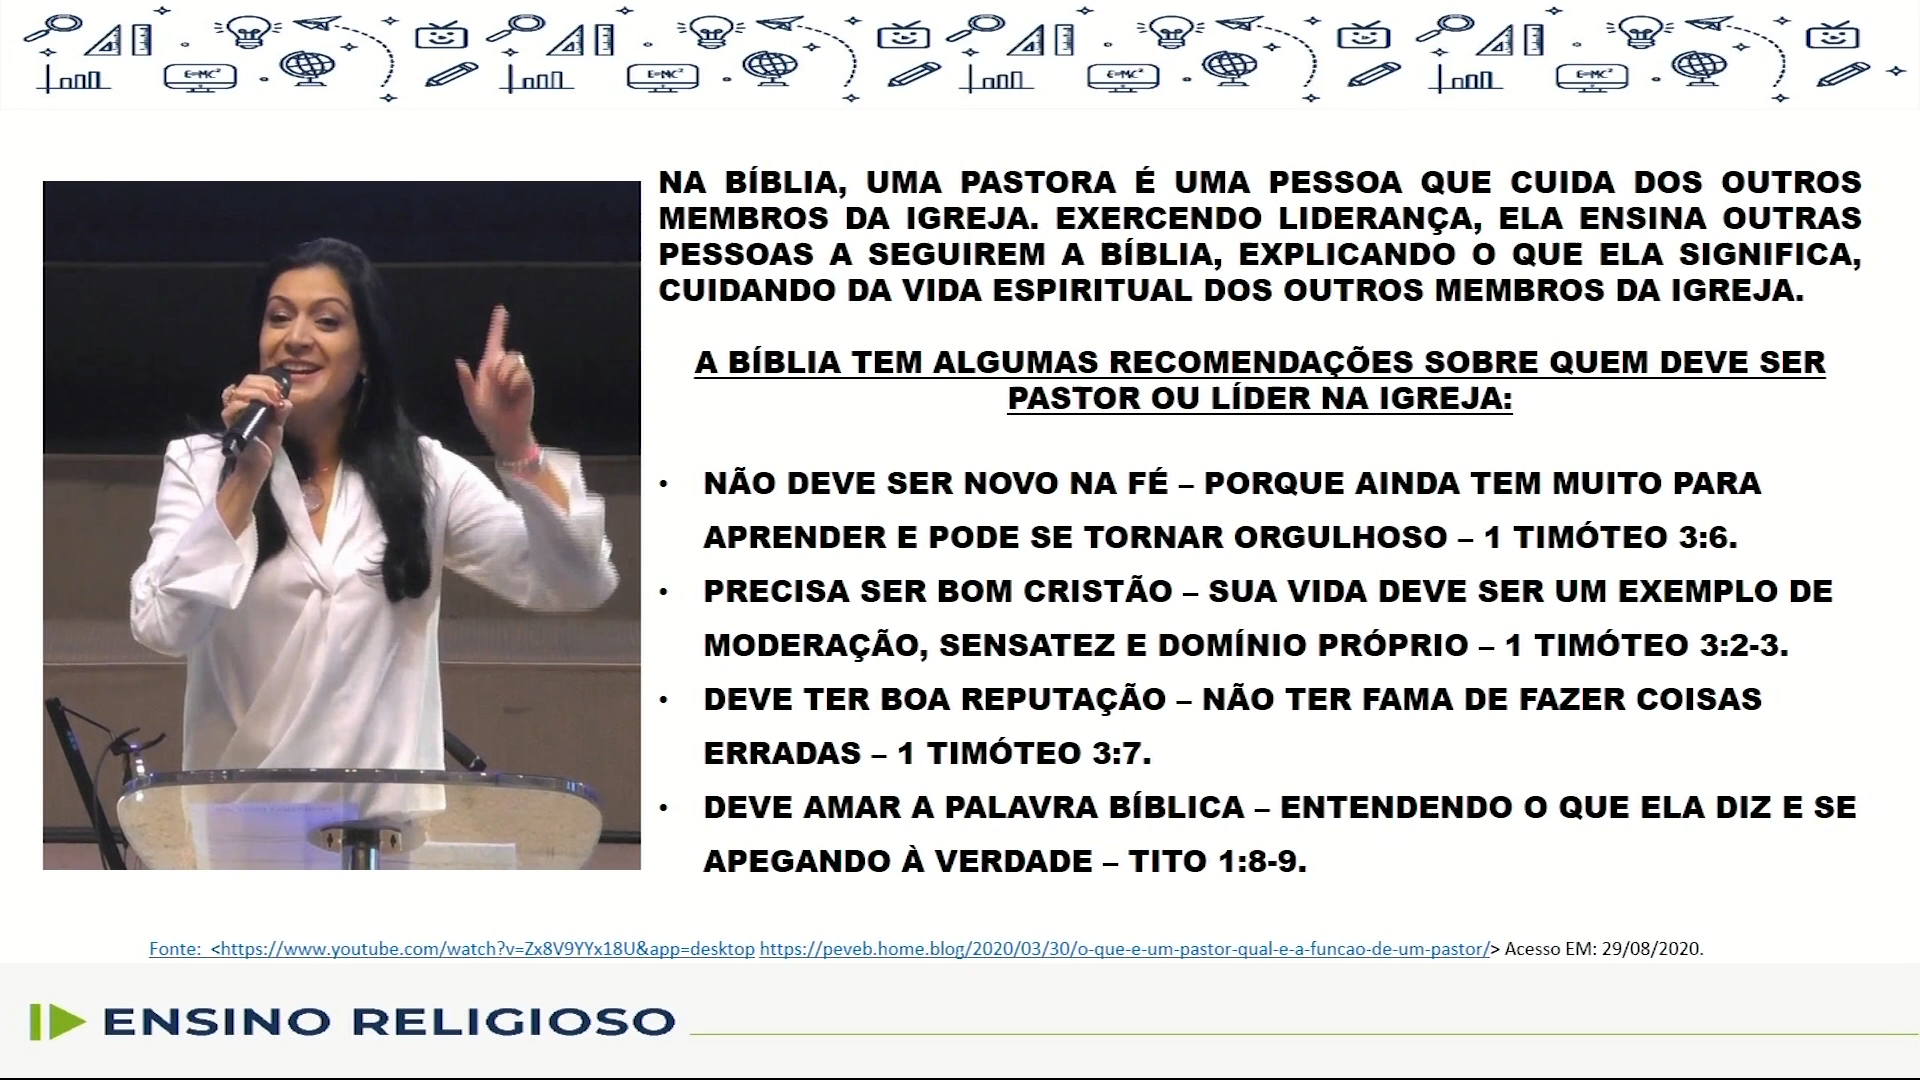 E=MC²
E=MC²
E=MC²
E=MC²
NA BÍBLIA, UMA PASTORA É UMA PESSOA QUE CUIDA DOS OUTROS
MEMBROS DA IGREJA. EXERCENDO LIDERANÇA, ELA ENSINA OUTRAS
PESSOAS A SEGUIREM A BÍBLIA, EXPLICANDO O QUE ELA SIGNIFICA,
CUIDANDO DA VIDA ESPIRITUAL DOS OUTROS MEMBROS DA IGREJA.
A BÍBLIA TEM ALGUMAS RECOMENDAÇÕES SOBRE QUEM DEVE SER
PASTOR OU LÍDER NA IGREJA:
• NÃO DEVE SER NOVO NA FÉ – PORQUE AINDA TEM MUITO PARA
APRENDER E PODE SE TORNAR ORGULHOSO – 1 TIMÓTEO 3:6.
• PRECISA SER BOM CRISTÃO – SUA VIDA DEVE SER UM EXEMPLO DE
MODERAÇÃO, SENSATEZ E DOMÍNIO PRÓPRIO – 1 TIMÓTEO 3:2-3.
• DEVE TER BOA REPUTAÇÃO – NÃO TER FAMA DE FAZER COISAS
ERRADAS – 1 TIMÓTEO 3:7.
• DEVE AMAR A PALAVRA BÍBLICA – ENTENDENDO O QUE ELA DIZ E SE
APEGANDO À VERDADE – TITO 1:8-9.
Fonte: <https://www.youtube.com/watch?v=Zx8V9YYx18U&app=desktop https://peveb.home.blog/2020/03/30/o-que-e-um-pastor-qual-e-a-funcao-de-um-pastor/> Acesso EM: 29/08/2020.
ENSINO RELIGIOSO